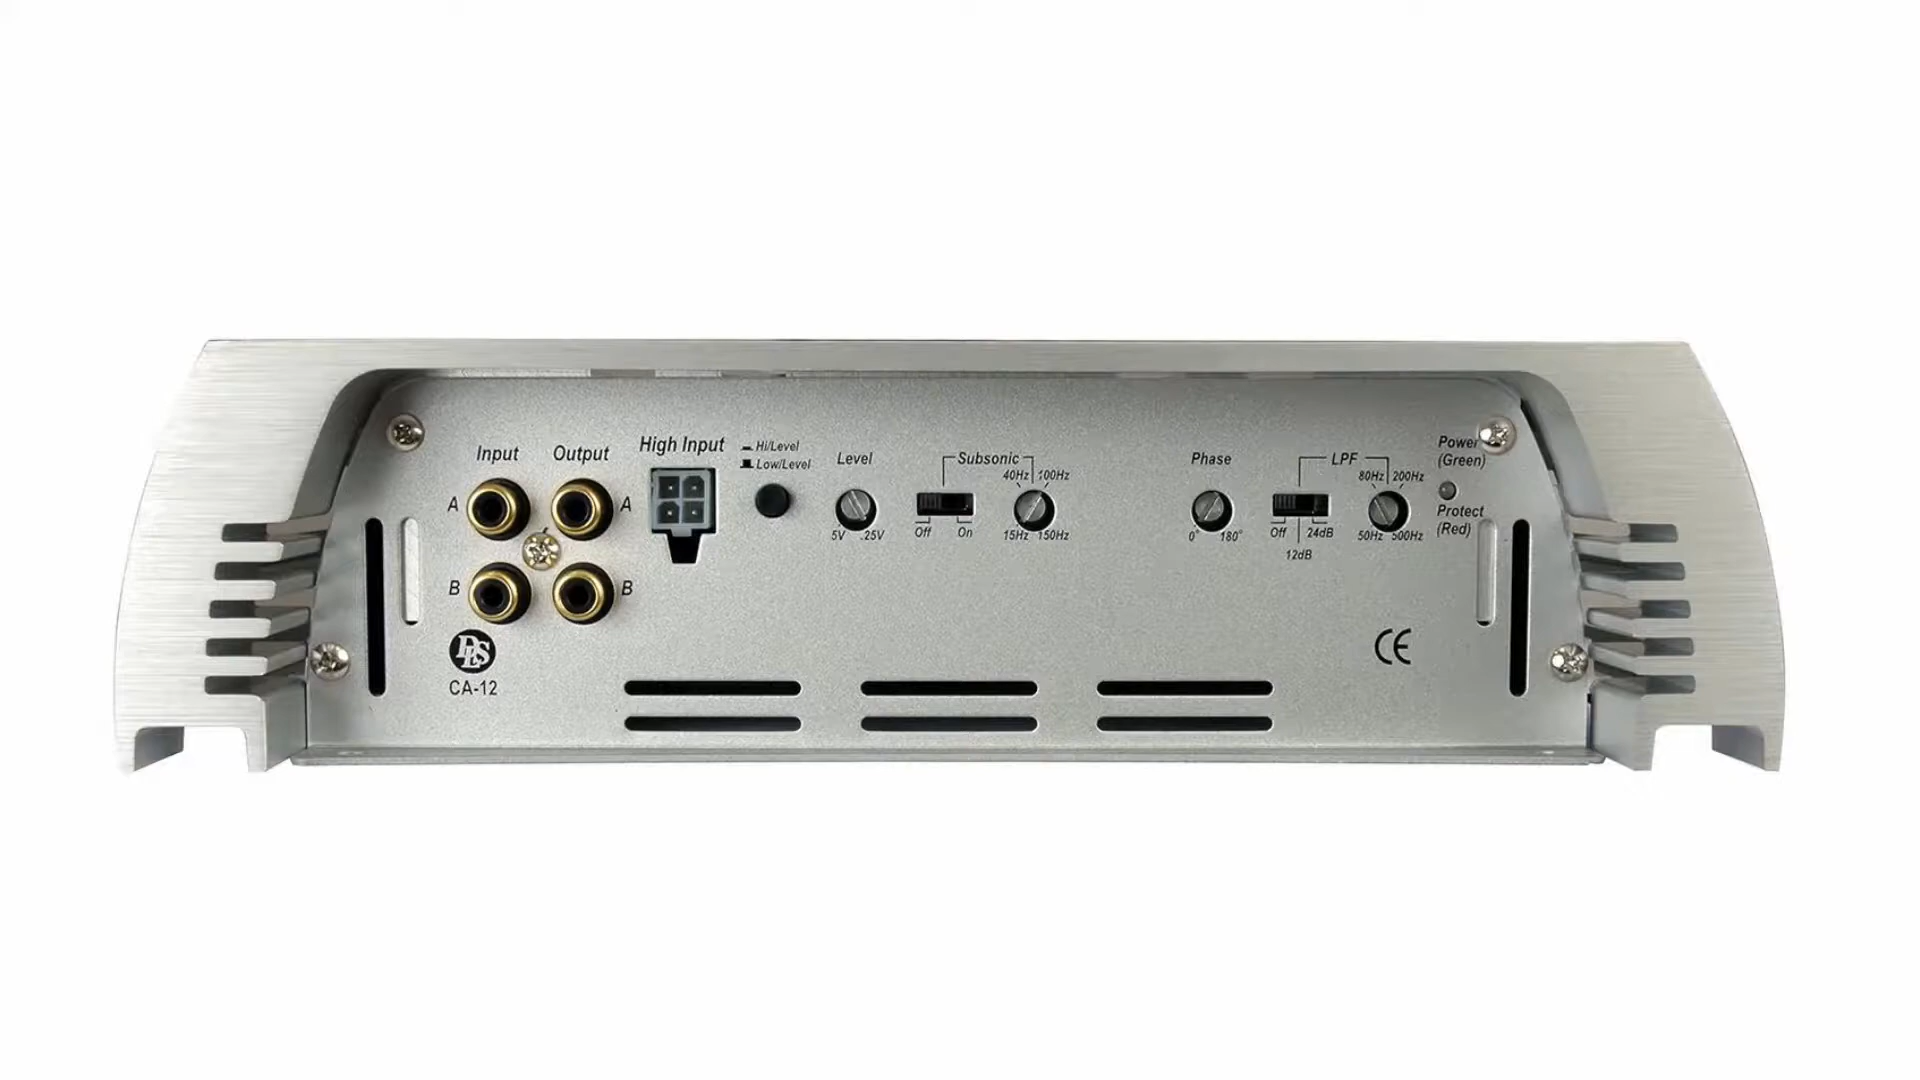 Input
Output
High Input
Hi/Level
Low/Level
Level
Subsonic
40Hz 100Hz
Phase
LPF
80Hz 200Hz
Power
(Green)
A
A
5V .25V
Off On
15Hz 150Hz
0° 180°
Off 24dB
12dB
50Hz 500Hz
Protect
(Red)
B
B
DLS
CA-12
CE